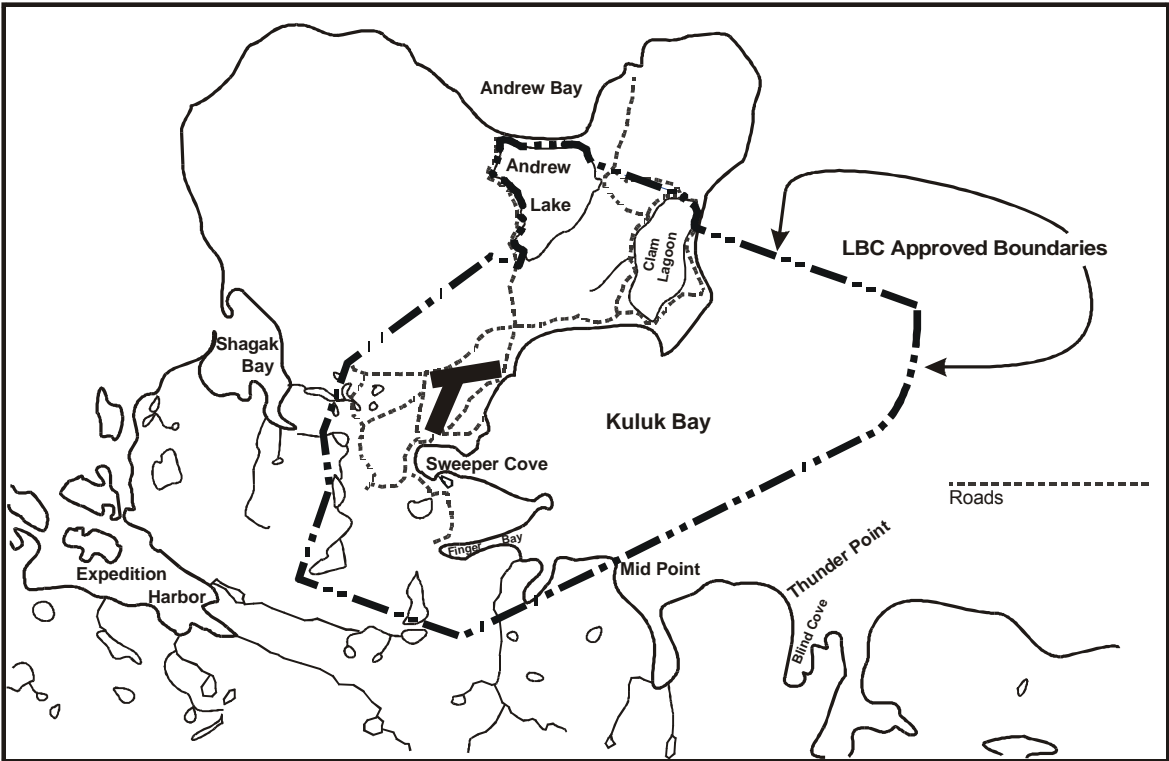 Andrew Bay
Andrew
Lake
Clam
Lagoon
LBC Approved Boundaries
Shagak
Bay
Kuluk Bay
Sweeper Cove
Roads
Finger Bay
Mid Point
Thunder Point
Expedition
Harbor
Blind Cove